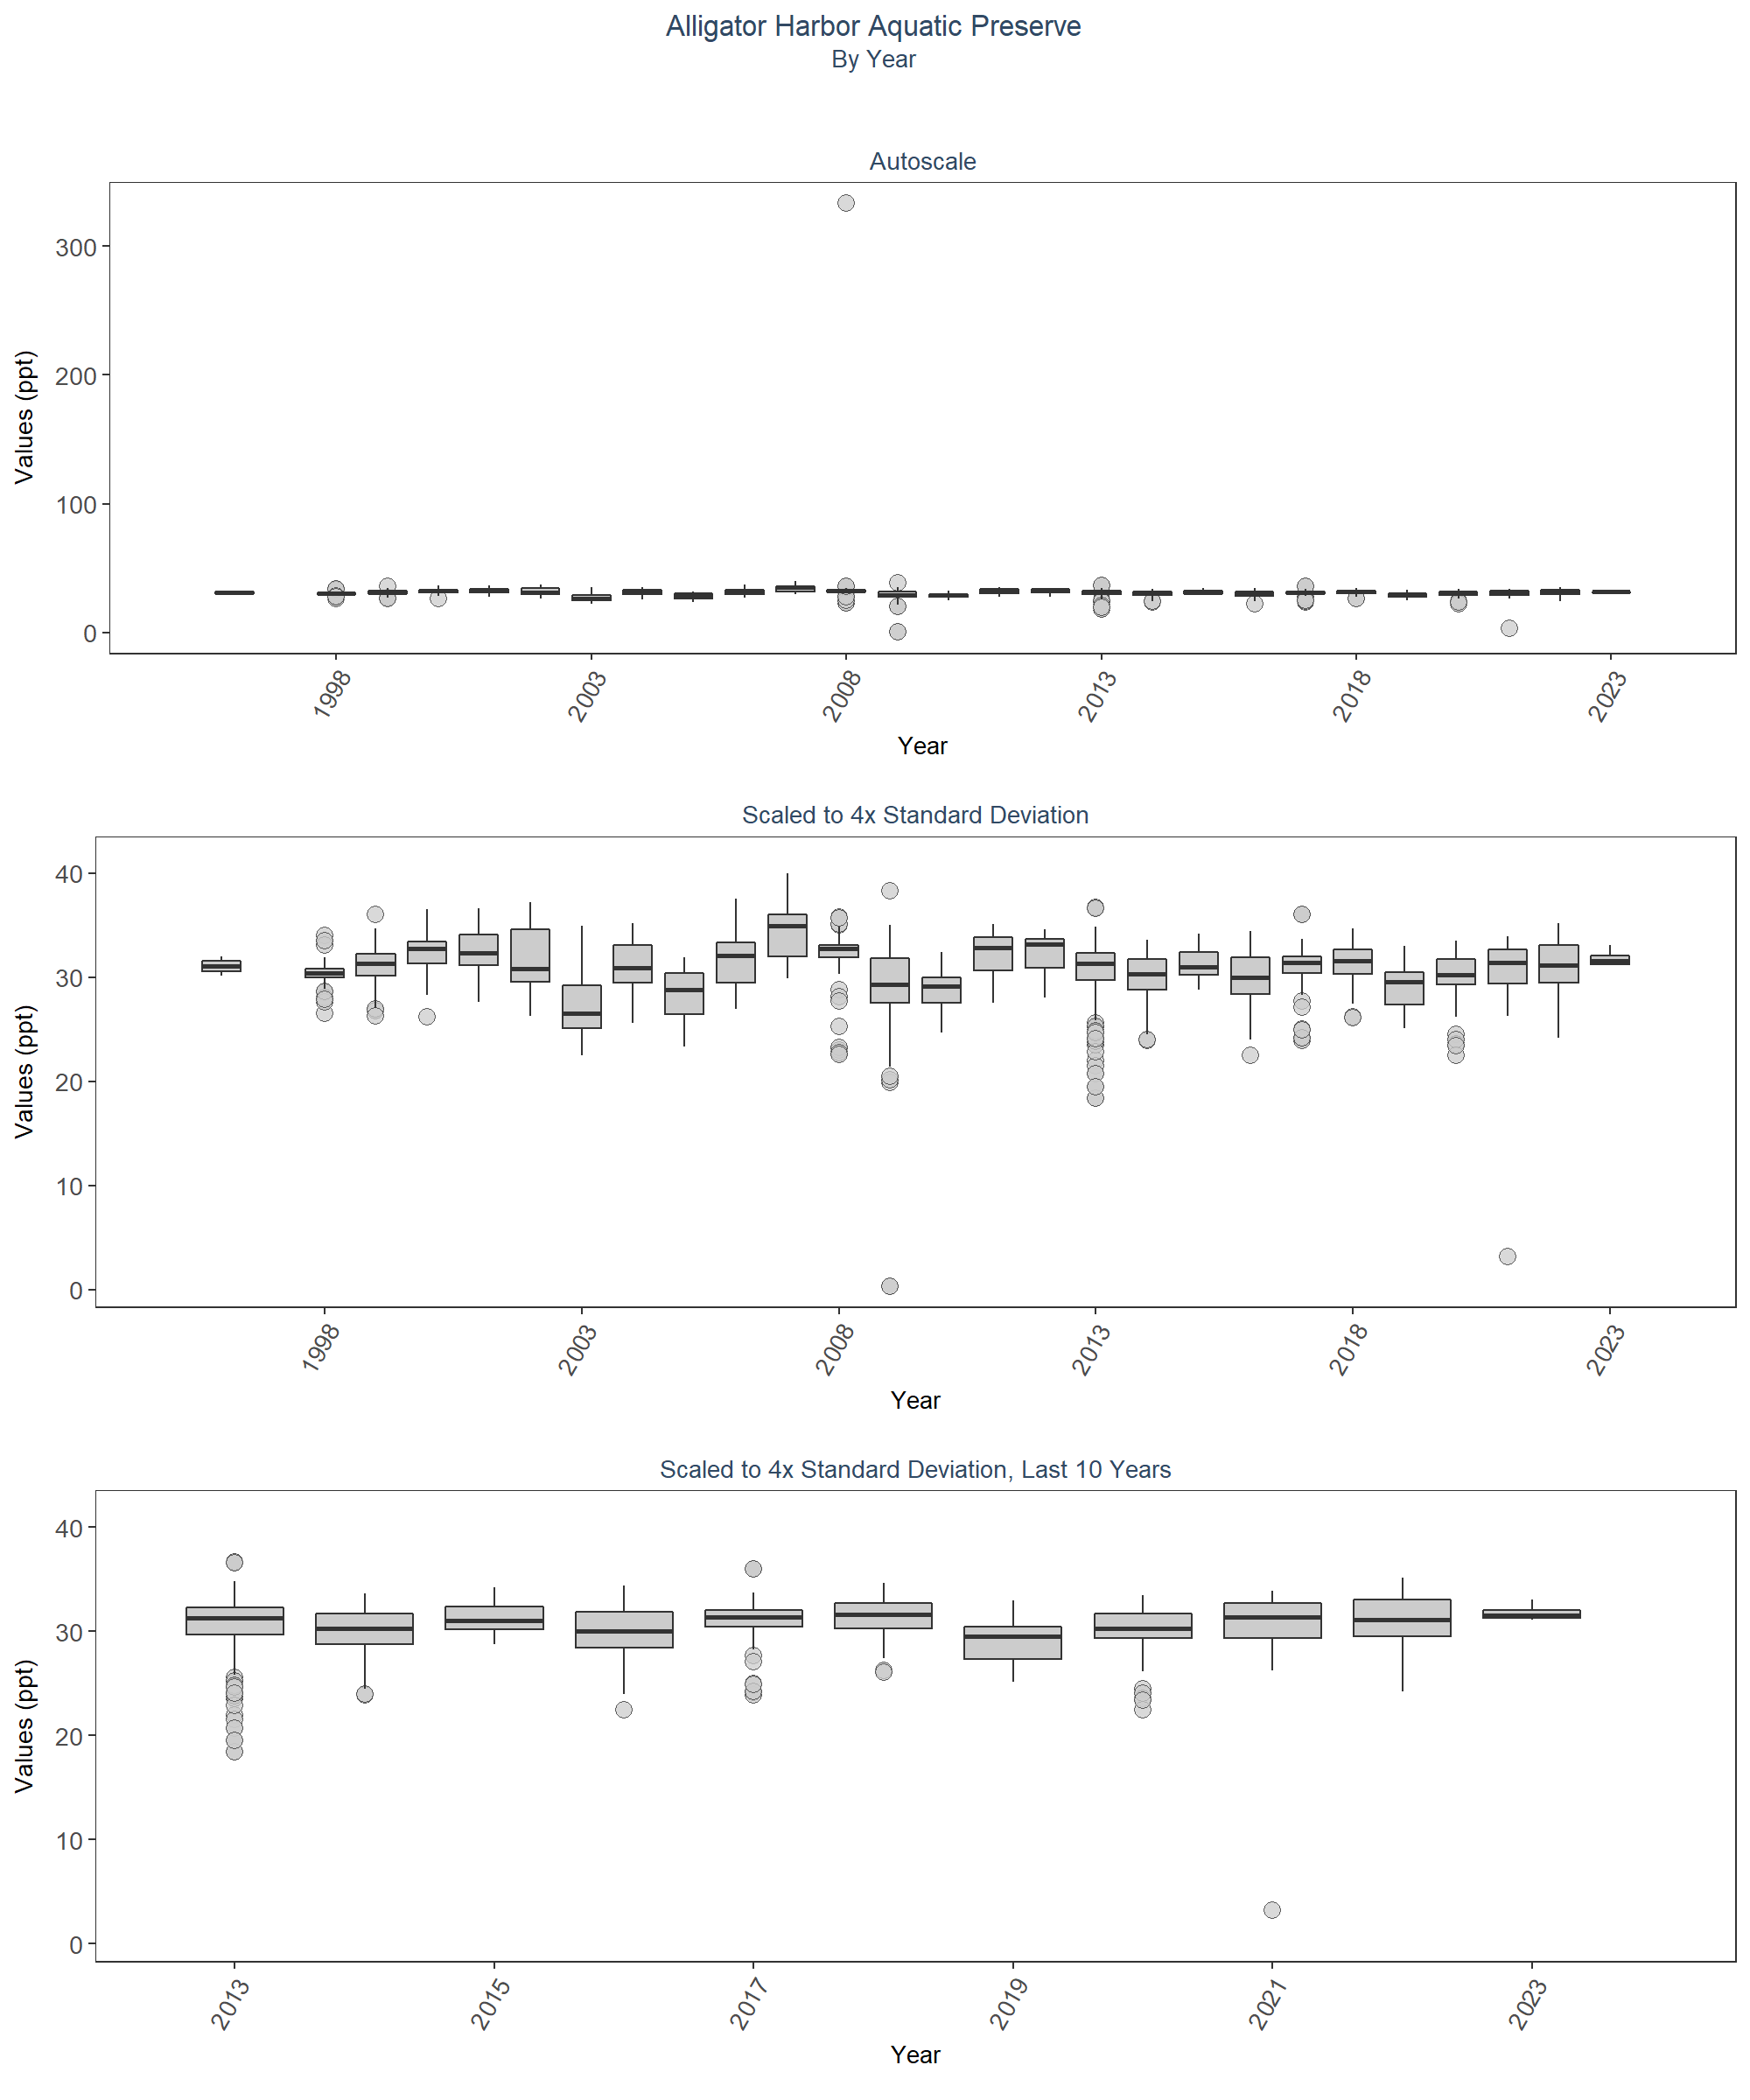 Alligator Harbor Aquatic Preserve
By Year
Autoscale
300
200
100
0
Values (ppt)
1998 2003 2008 2013 2018 2023
Year
Scaled to 4x Standard Deviation
40
30
20
10
0
Values (ppt)
1998 2003 2008 2013 2018 2023
Year
Scaled to 4x Standard Deviation, Last 10 Years
40
30
20
10
0
Values (ppt)
2013 2015 2017 2019 2021 2023
Year